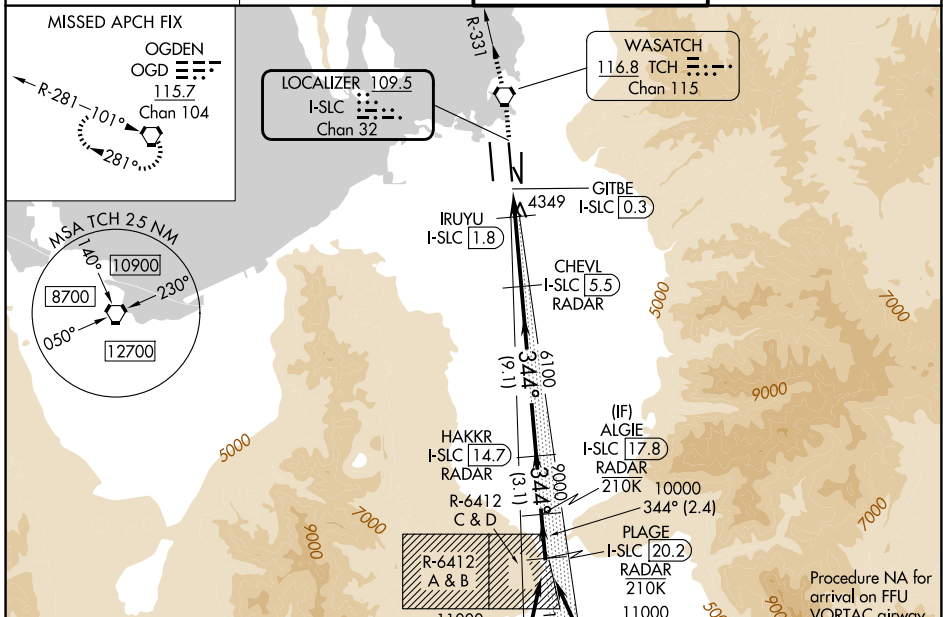 MISSED APCH FIX
OGDEN
OGD
115.7
Chan 104
R-281
101°
281°
LOCALIZER 109.5
I-SLC
Chan 32
R-331
WASATCH
116.8 TCH
Chan 115
MSA TCH 25 NM
140°
10900
8700
230°
050°
12700
GITBE
I-SLC 0.3
4349
IRUYU
I-SLC 1.8
CHEVL
I-SLC 5.5
RADAR
5000
7000
9000
6100
344°
(9.1)
5000
HAKKR
I-SLC 14.7
RADAR
(IF)
ALGIE
I-SLC 17.8
RADAR
210K
9000
344°
(3.1)
10000
344° (2.4)
R-6412
C & D
R-6412
A & B
PLAGE
I-SLC 20.2
RADAR
210K
11000
11000
7000
9000
7000
Procedure NA for
arrival on FFU
VORTAC airway